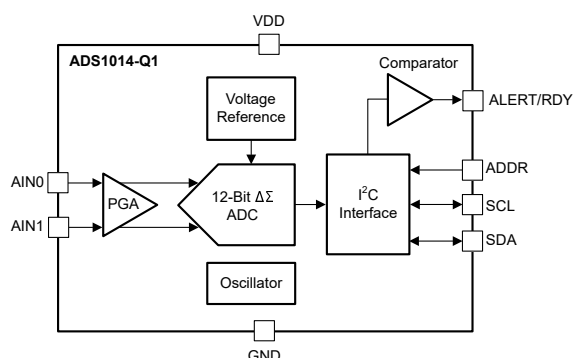 VDD
ADS1014-Q1
Comparator
Voltage
Reference
ALERT/RDY
ADDR
AIN0
PGA
12-Bit ΔΣ
ADC
I²C
Interface
SCL
AIN1
SDA
Oscillator
GND